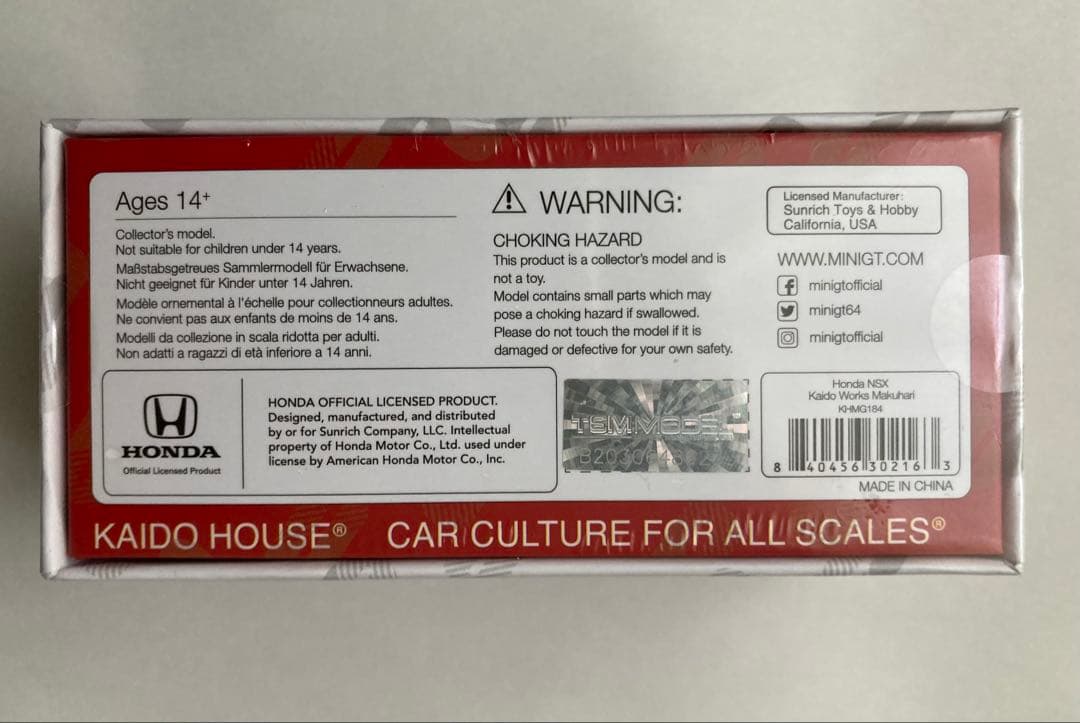 Ages 14+
Collector's model.
Not suitable for children under 14 years.
Maßstabsgetreues Sammlermodell für Erwachsene.
Nicht geeignet für Kinder unter 14 Jahren.
Modèle ornemental à l'échelle pour collectionneurs adultes.
Ne convient pas aux enfants de moins de 14 ans.
Modelli da collezione in scala ridotta per adulti.
Non adatti a ragazzi di età inferiore a 14 anni.
WARNING:
CHOKING HAZARD
This product is a collector's model and is
not a toy.
Model contains small parts which may
pose a choking hazard if swallowed.
Please do not touch the model if it is
damaged or defective for your own safety.
Licensed Manufacturer:
Sunrich Toys & Hobby
California, USA
WWW.MINIGT.COM
minigtofficial
minigt64
minigtofficial
HONDA
Official Licensed Product
HONDA OFFICIAL LICENSED PRODUCT.
Designed, manufactured, and distributed
by or for Sunrich Company, LLC. Intellectual
property of Honda Motor Co., Ltd. used under
license by American Honda Motor Co., Inc.
TSM MODEL
Honda NSX
Kaido Works Makuhari
KHMG184
8 40456 30216 3
MADE IN CHINA
KAIDO HOUSE® CAR CULTURE FOR ALL SCALES®